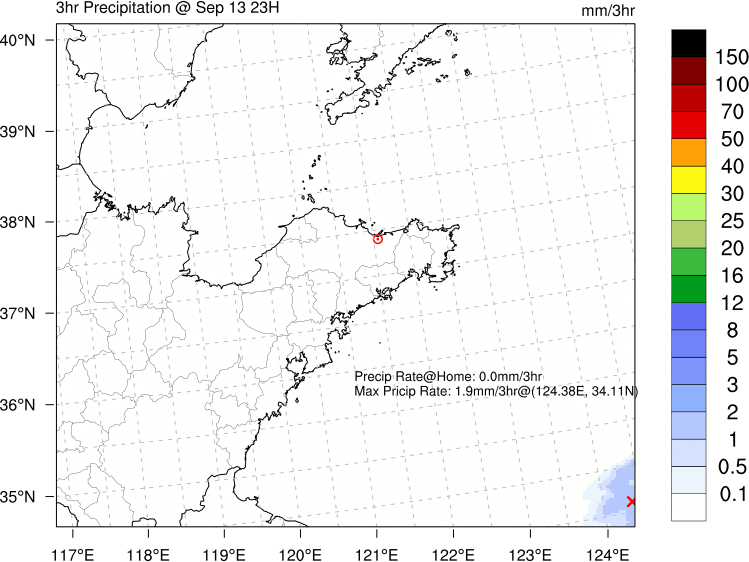 3hr Precipitation @ Sep 13 23H
mm/3hr
40°N
39°N
38°N
37°N
36°N
35°N
Precip Rate@Home: 0.0mm/3hr
Max Pricip Rate: 1.9mm/3hr@(124.38E, 34.11N)
117°E 118°E 119°E 120°E 121°E 122°E 123°E 124°E
150
100
70
50
40
30
25
20
16
12
8
5
3
2
1
0.5
0.1